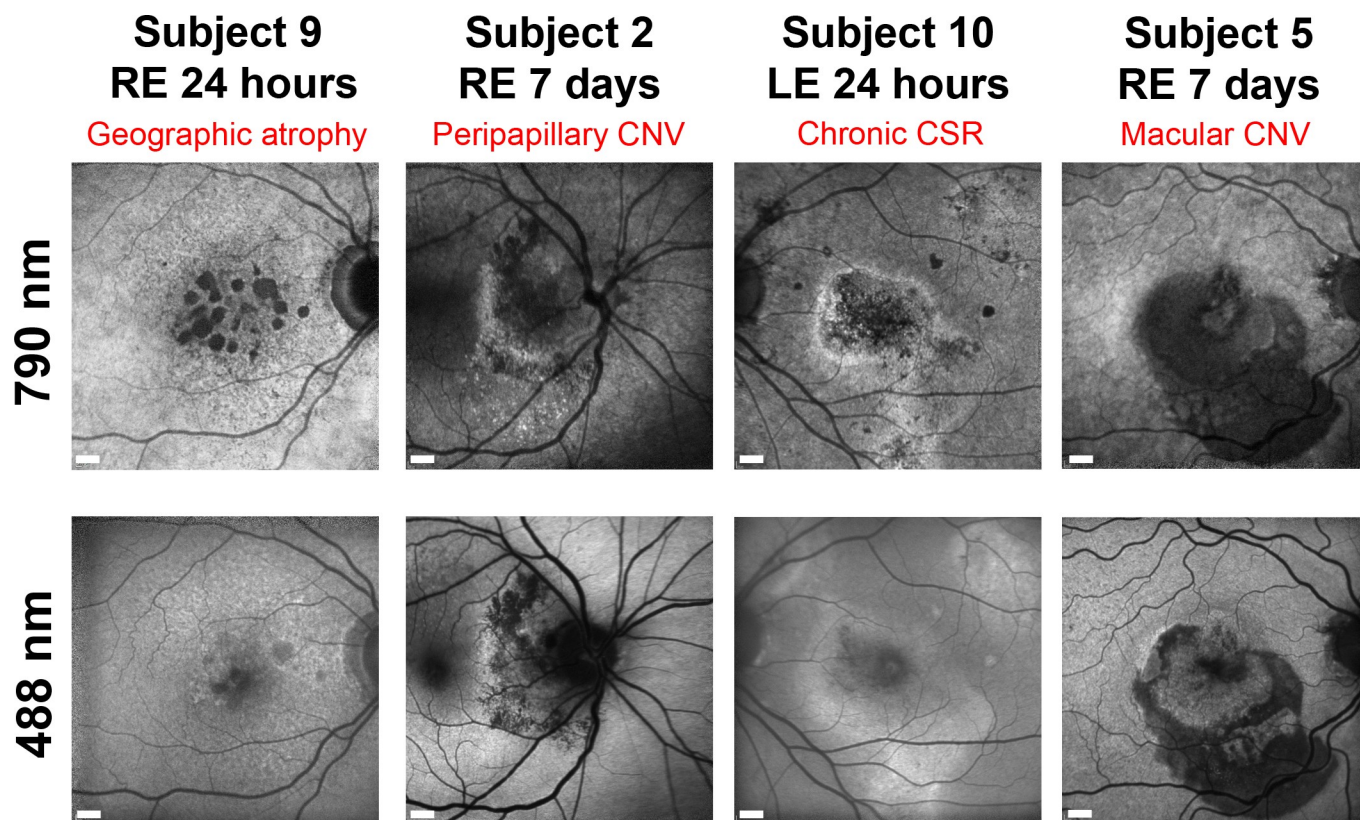 Subject 9
RE 24 hours
Geographic atrophy
Subject 2
RE 7 days
Peripapillary CNV
Subject 10
LE 24 hours
Chronic CSR
Subject 5
RE 7 days
Macular CNV
790 nm
488 nm